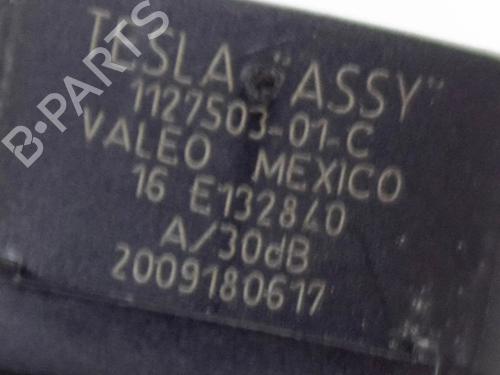 TESLA "ASSY"
1127503-01-C
VALEO MEXICO
16 E132840
A/30dB
2009180617
B-PARTS